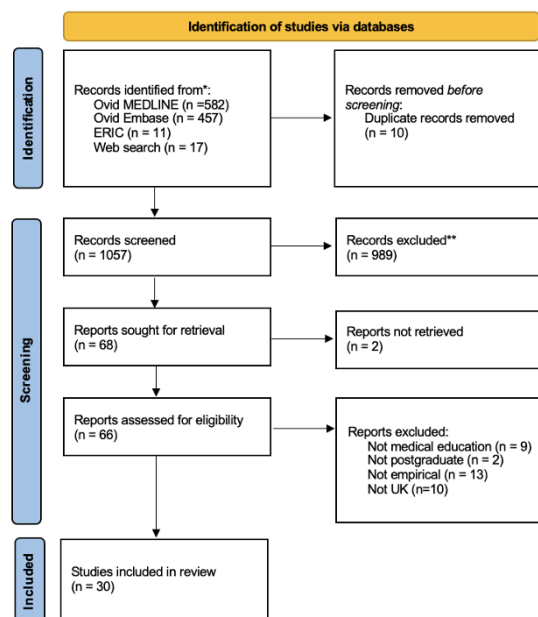 Identification of studies via databases
Identification
Records identified from*:
Ovid MEDLINE (n =582)
Ovid Embase (n = 457)
ERIC (n = 11)
Web search (n = 17)
Records removed before
screening:
Duplicate records removed
(n = 10)
Screening
Records screened
(n = 1057)
Records excluded**
(n = 989)
Reports sought for retrieval
(n = 68)
Reports not retrieved
(n = 2)
Reports assessed for eligibility
(n = 66)
Reports excluded:
Not medical education (n = 9)
Not postgraduate (n = 2)
Not empirical (n = 13)
Not UK (n=10)
Included
Studies included in review
(n = 30)